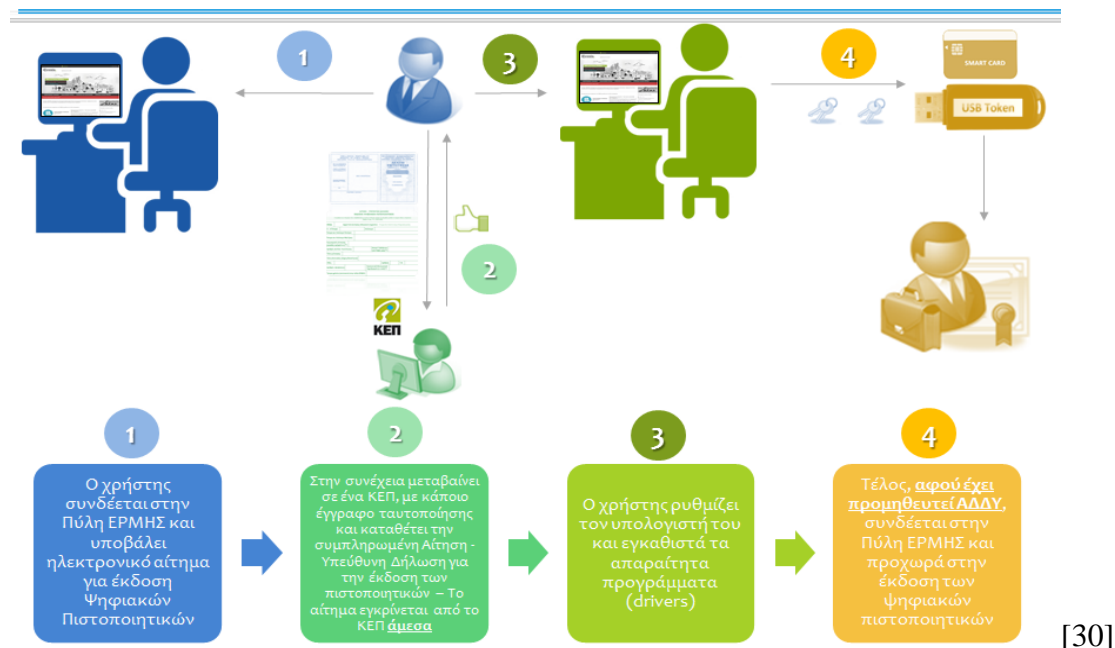 1
3
4
SMART CARD
USB Token
2
ΚΕΠ
1
2
3
4
Ο χρήστης
συνδέεται στην
Πύλη ΕΡΜΗΣ και
υποβάλει
ηλεκτρονικό αίτημα
για έκδοση
Ψηφιακών
Πιστοποιητικών
Στην συνέχεια μεταβαίνει
σε ένα ΚΕΠ, με κάποιο
έγγραφο ταυτοποίησης
και καταθέτει την
συμπληρωμένη Αίτηση -
Υπεύθυνη Δήλωση για
την έκδοση των
πιστοποιητικών – Το
αίτημα εγκρίνεται από το
ΚΕΠ άμεσα
Ο χρήστης ρυθμίζει
τον υπολογιστή του
και εγκαθιστά τα
απαραίτητα
προγράμματα
(drivers)
Τέλος, αφού έχει
προμηθευτεί ΑΔΔΥ,
συνδέεται στην
Πύλη ΕΡΜΗΣ και
προχωρά στην
έκδοση των
ψηφιακών
πιστοποιητικών
[30]